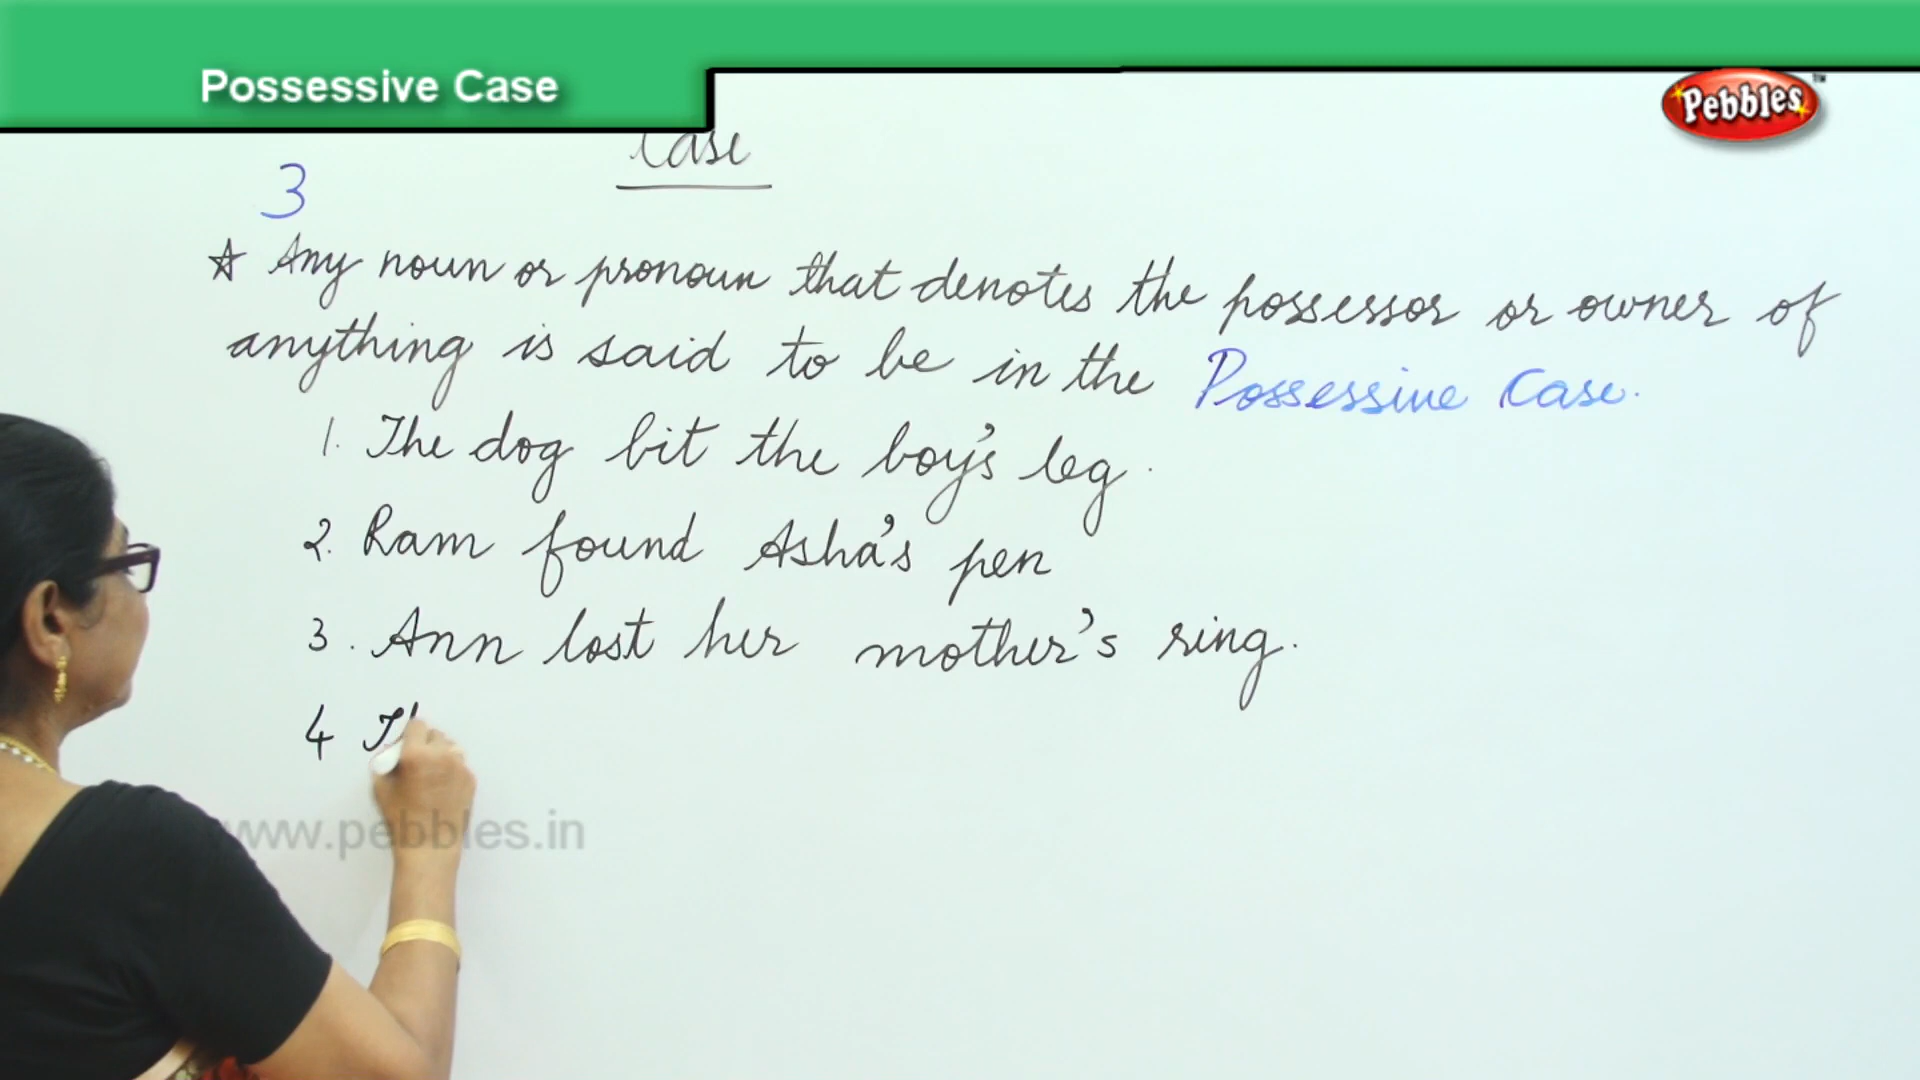 Possessive Case
Pebbles™
Case
3
☆ Any noun or pronoun that denotes the possessor or owner of
anything is said to be in the Possessive Case.
1. The dog bit the boy's leg.
2. Ram found Asha's pen
3. Ann lost her mother's ring.
4
www.pebbles.in